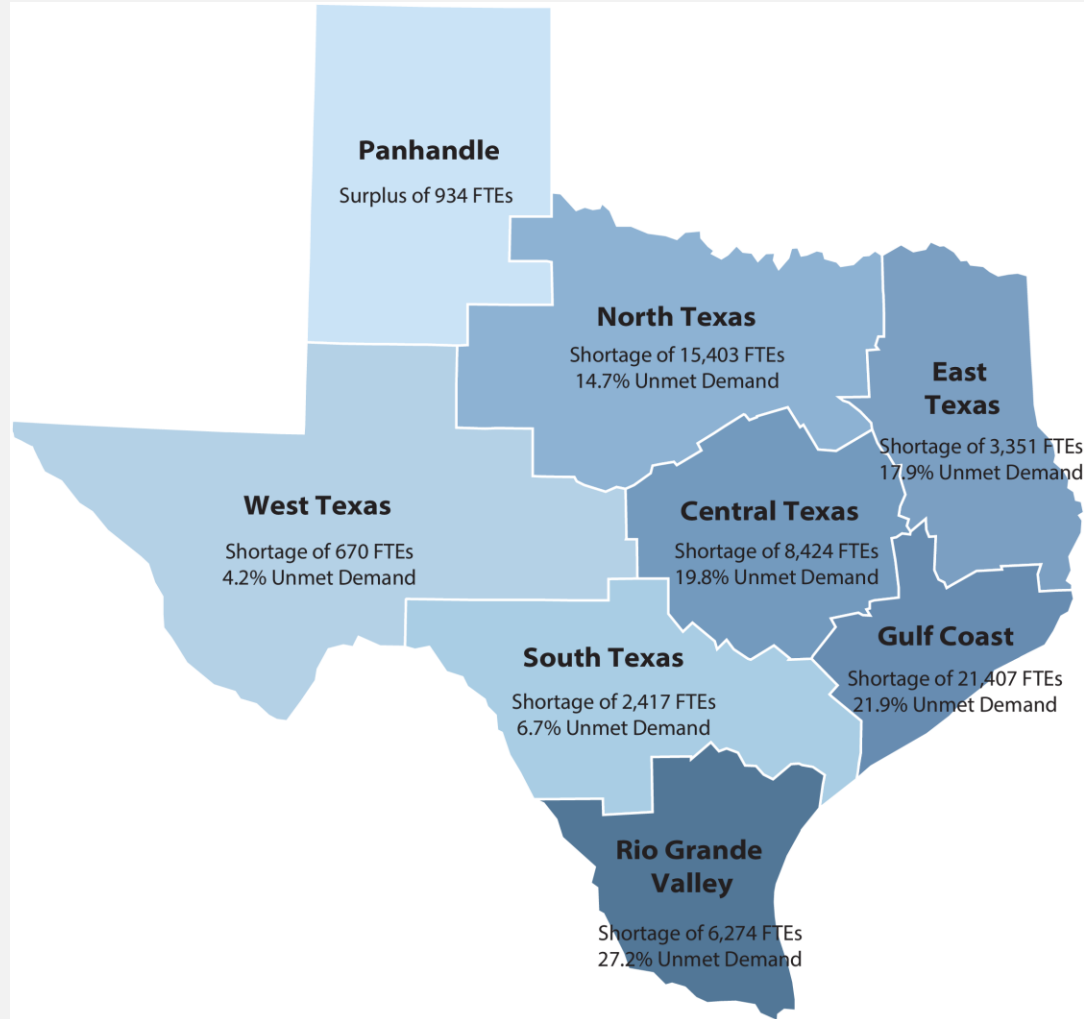 Panhandle
Surplus of 934 FTEs
North Texas
Shortage of 15,403 FTEs
14.7% Unmet Demand
East
Texas
Shortage of 3,351 FTEs
17.9% Unmet Demand
West Texas
Shortage of 670 FTEs
4.2% Unmet Demand
Central Texas
Shortage of 8,424 FTEs
19.8% Unmet Demand
Gulf Coast
Shortage of 21,407 FTEs
21.9% Unmet Demand
South Texas
Shortage of 2,417 FTEs
6.7% Unmet Demand
Rio Grande
Valley
Shortage of 6,274 FTEs
27.2% Unmet Demand